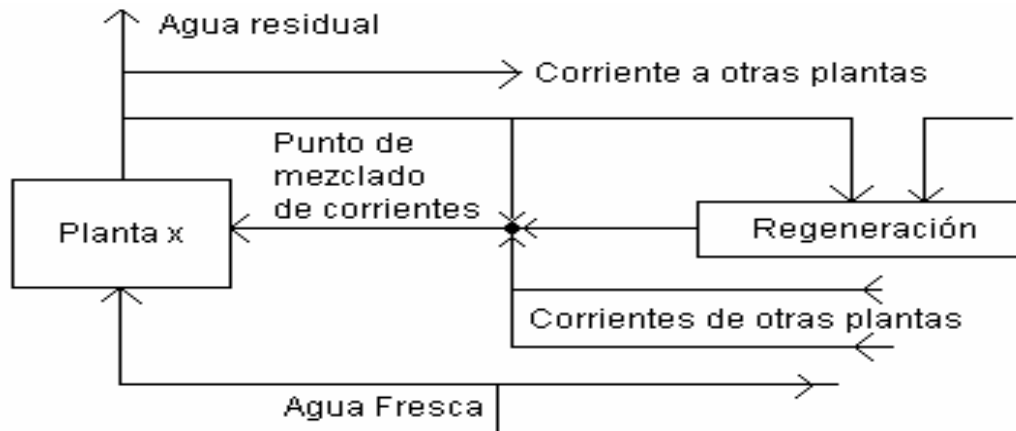 Agua residual
Corriente a otras plantas
Punto de
mezclado
de corrientes
Planta x
Regeneración
Corrientes de otras plantas
Agua Fresca